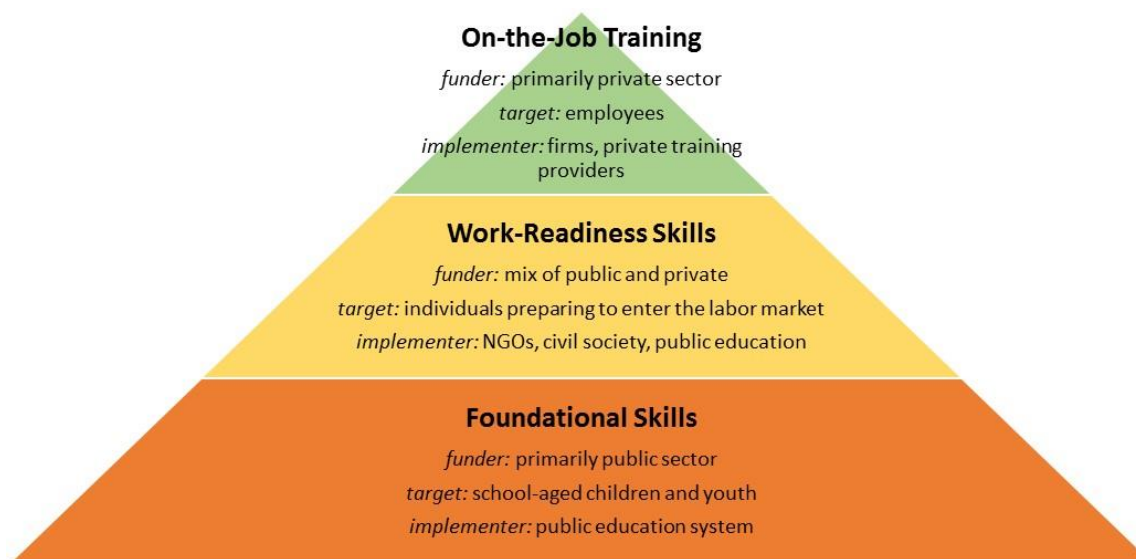 On-the-Job Training
funder: primarily private sector
target: employees
implementer: firms, private training
providers
Work-Readiness Skills
funder: mix of public and private
target: individuals preparing to enter the labor market
implementer: NGOs, civil society, public education
Foundational Skills
funder: primarily public sector
target: school-aged children and youth
implementer: public education system